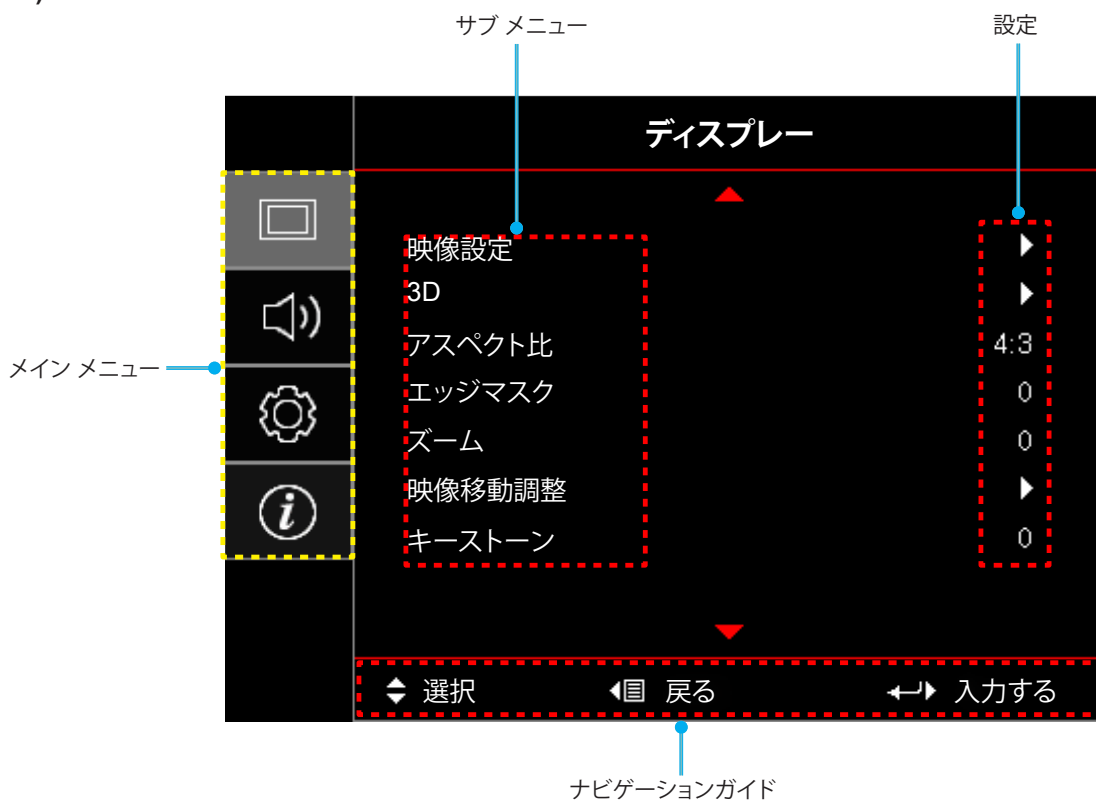 サブ メニュー 設定
ディスプレー
映像設定
3D
アスペクト比 4:3
メイン メニュー
エッジマスク 0
ズーム 0
映像移動調整
キーストーン 0
選択 戻る 入力する
ナビゲーションガイド